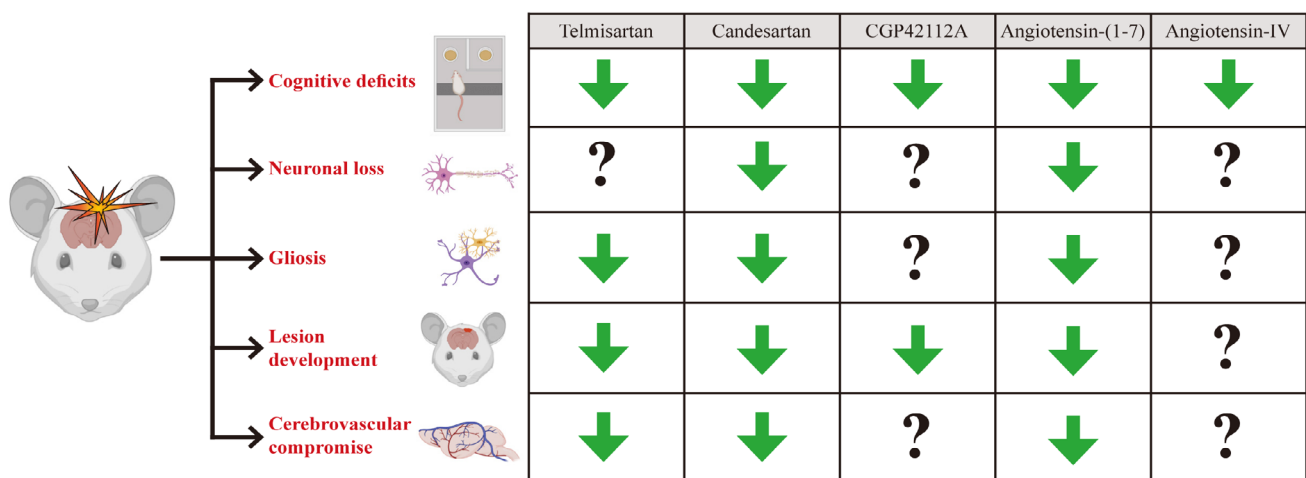 Telmisartan Candesartan CGP42112A Angiotensin-(1-7) Angiotensin-IV
Cognitive deficits
Neuronal loss
? ? ?
Gliosis
? ?
Lesion
development
?
Cerebrovascular
compromise
? ?